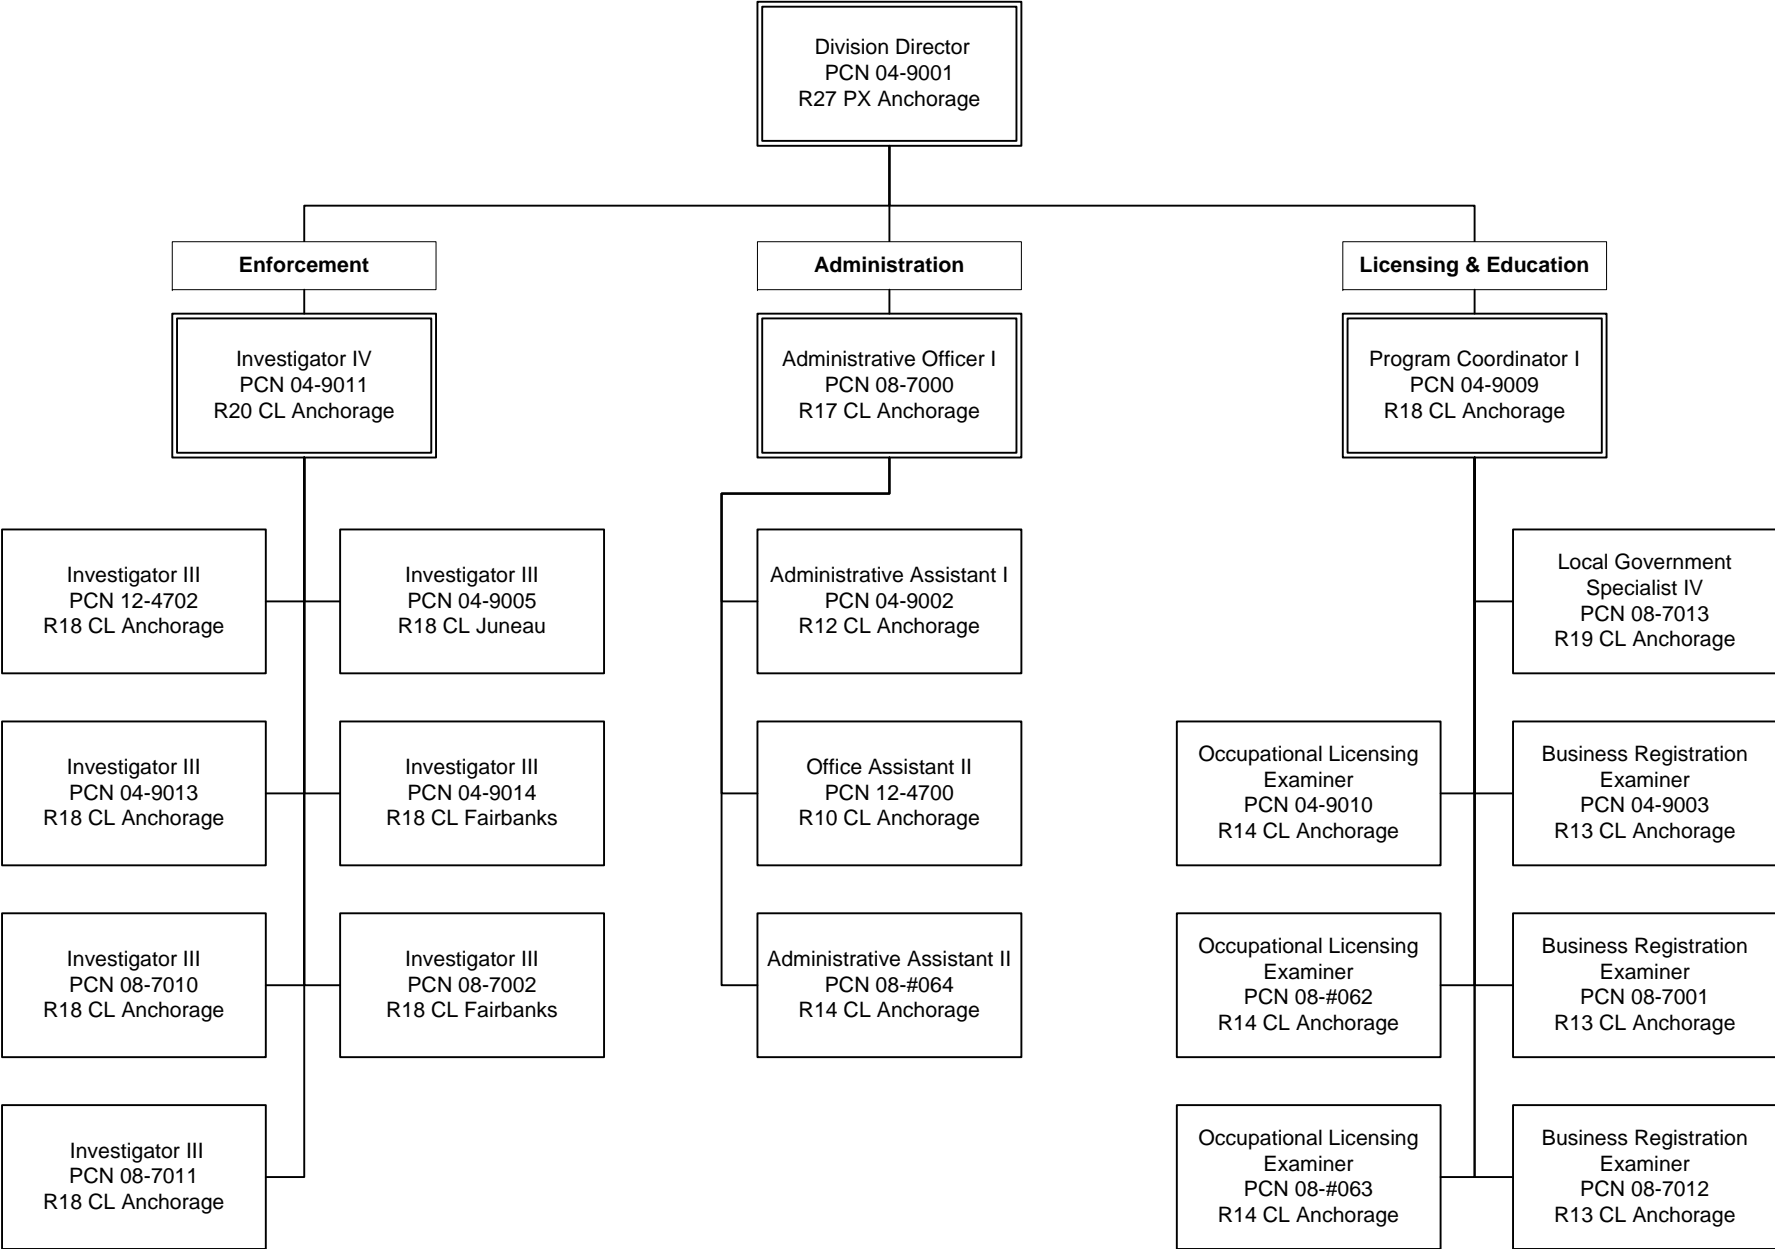 Division Director
PCN 04-9001
R27 PX Anchorage
Enforcement
Administration
Licensing & Education
Investigator IV
PCN 04-9011
R20 CL Anchorage
Administrative Officer I
PCN 08-7000
R17 CL Anchorage
Program Coordinator I
PCN 04-9009
R18 CL Anchorage
Investigator III
PCN 12-4702
R18 CL Anchorage
Investigator III
PCN 04-9005
R18 CL Juneau
Administrative Assistant I
PCN 04-9002
R12 CL Anchorage
Local Government
Specialist IV
PCN 08-7013
R19 CL Anchorage
Investigator III
PCN 04-9013
R18 CL Anchorage
Investigator III
PCN 04-9014
R18 CL Fairbanks
Office Assistant II
PCN 12-4700
R10 CL Anchorage
Occupational Licensing
Examiner
PCN 04-9010
R14 CL Anchorage
Business Registration
Examiner
PCN 04-9003
R13 CL Anchorage
Investigator III
PCN 08-7010
R18 CL Anchorage
Investigator III
PCN 08-7002
R18 CL Fairbanks
Administrative Assistant II
PCN 08-#064
R14 CL Anchorage
Occupational Licensing
Examiner
PCN 08-#062
R14 CL Anchorage
Business Registration
Examiner
PCN 08-7001
R13 CL Anchorage
Investigator III
PCN 08-7011
R18 CL Anchorage
Occupational Licensing
Examiner
PCN 08-#063
R14 CL Anchorage
Business Registration
Examiner
PCN 08-7012
R13 CL Anchorage